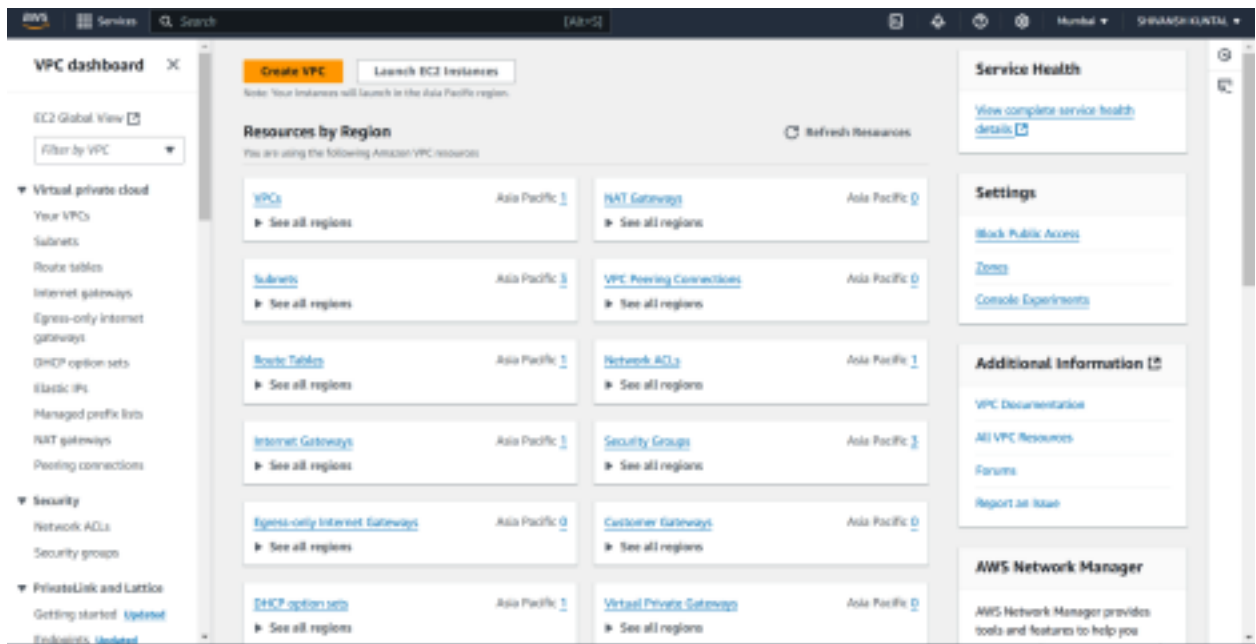 aws
Services
Search
[Alt+S]
Mumbai
SHIVANSH KUNTAL
VPC dashboard
EC2 Global View
Filter by VPC
Virtual private cloud
Your VPCs
Subnets
Route tables
Internet gateways
Egress-only internet
gateways
DHCP option sets
Elastic IPs
Managed prefix lists
NAT gateways
Peering connections
Security
Network ACLs
Security groups
PrivateLink and Lattice
Getting started Updated
Endpoints Updated
Create VPC
Launch EC2 Instances
Note: Your Instances will launch in the Asia Pacific region.
Resources by Region
Refresh Resources
You are using the following Amazon VPC resources
VPCs
Asia Pacific 1
See all regions
NAT Gateways
Asia Pacific 0
See all regions
Subnets
Asia Pacific 3
See all regions
VPC Peering Connections
Asia Pacific 0
See all regions
Route Tables
Asia Pacific 1
See all regions
Network ACLs
Asia Pacific 1
See all regions
Internet Gateways
Asia Pacific 1
See all regions
Security Groups
Asia Pacific 3
See all regions
Egress-only Internet Gateways
Asia Pacific 0
See all regions
Customer Gateways
Asia Pacific 0
See all regions
DHCP option sets
Asia Pacific 1
See all regions
Virtual Private Gateways
Asia Pacific 0
See all regions
Service Health
View complete service health
details
Settings
Block Public Access
Zones
Console Experiments
Additional Information
VPC Documentation
All VPC Resources
Forums
Report an Issue
AWS Network Manager
AWS Network Manager provides
tools and features to help you